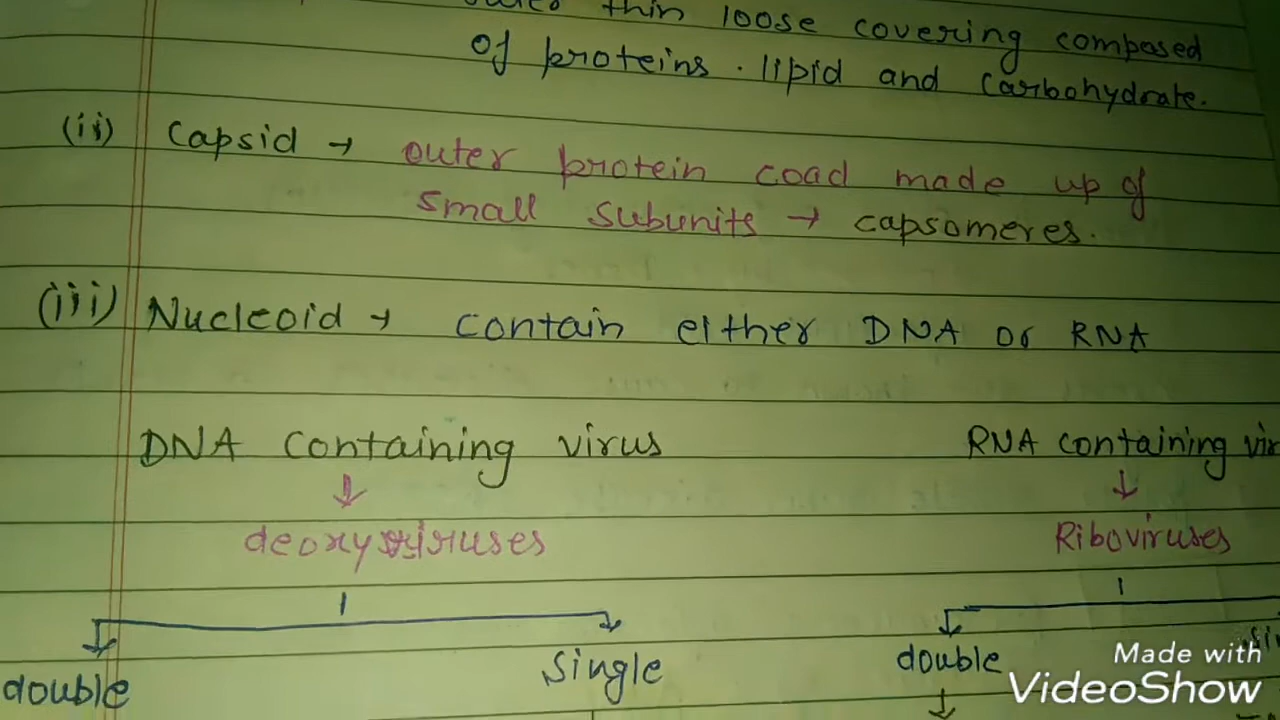 thin loose covering composed
of proteins. lipid and carbohydrate.
(ii) Capsid → outer protein coad made up of
small subunits → capsomeres.
(iii) Nucleoid → contain either DNA or RNA
DNA containing virus RNA containing vir
↓ ↓
deoxyviruses Riboviruses
double single double
↓
Made with
VideoShow